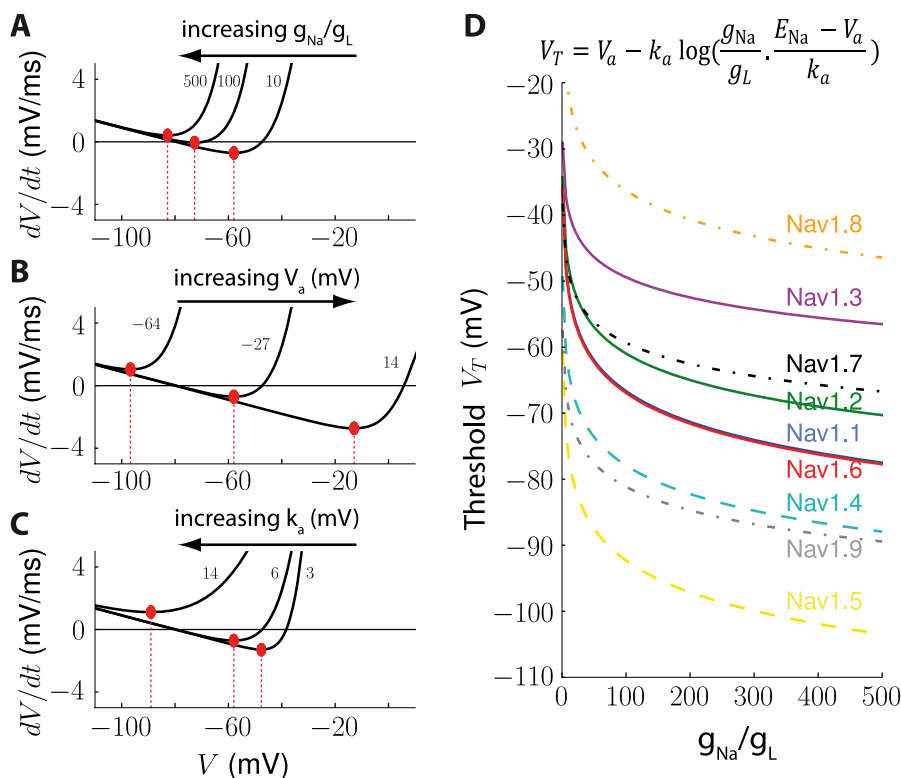 A
increasing g_Na/g_L
500 100 10
4
0
−4
dV/dt (mV/ms)
−100 −60 −20
B
increasing V_a (mV)
−64
−27
14
4
0
−4
dV/dt (mV/ms)
−100 −60 −20
C
increasing k_a (mV)
14 6 3
4
0
−4
dV/dt (mV/ms)
−100 −60 −20
V (mV)
D
V_T = V_a − k_a log(g_Na/g_L . E_Na − V_a/k_a)
−20
−30
−40
−50
−60
−70
−80
−90
−100
−110
Threshold V_T (mV)
Nav1.8
Nav1.3
Nav1.7
Nav1.2
Nav1.1
Nav1.6
Nav1.4
Nav1.9
Nav1.5
0 100 200 300 400 500
g_Na/g_L